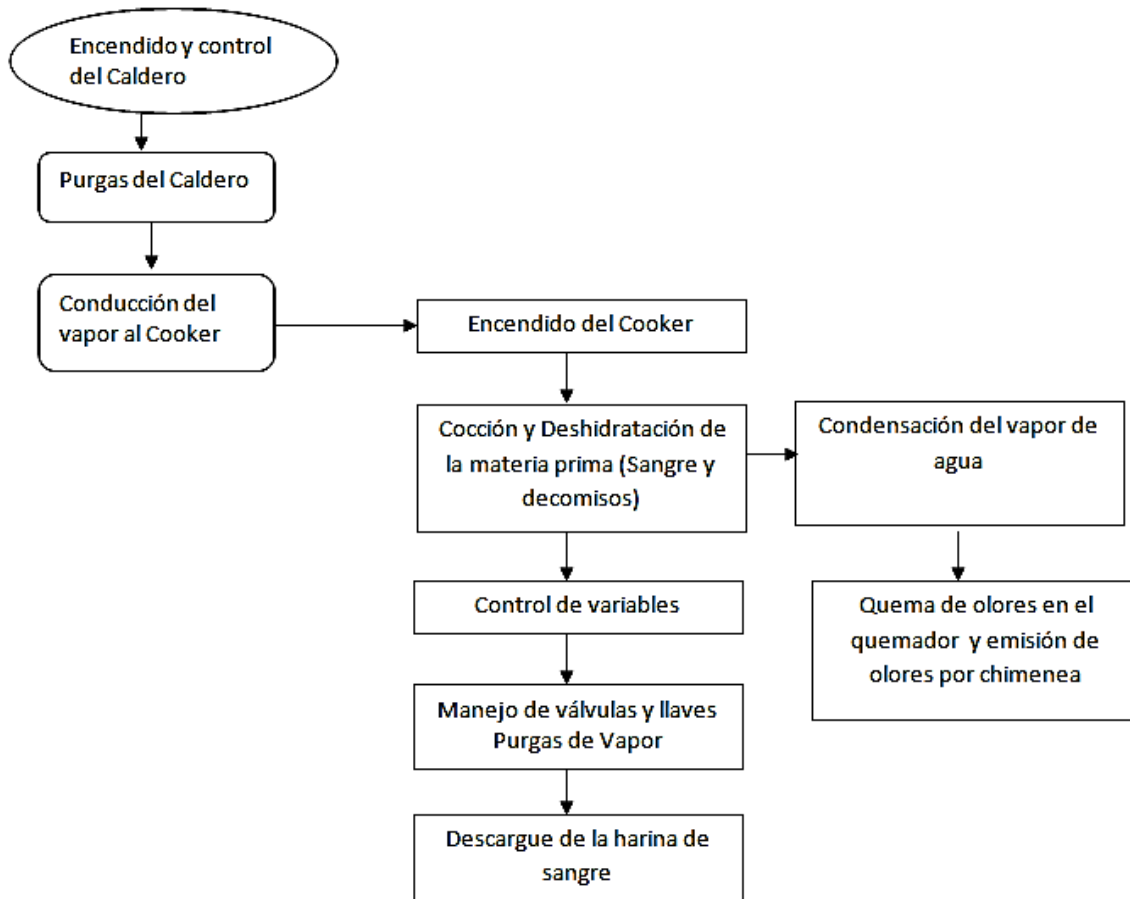 Encendido y control
del Caldero
Purgas del Caldero
Conducción del
vapor al Cooker
Encendido del Cooker
Cocción y Deshidratación de
la materia prima (Sangre y
decomisos)
Condensación del vapor de
agua
Control de variables
Quema de olores en el
quemador y emisión de
olores por chimenea
Manejo de válvulas y llaves
Purgas de Vapor
Descargue de la harina de
sangre